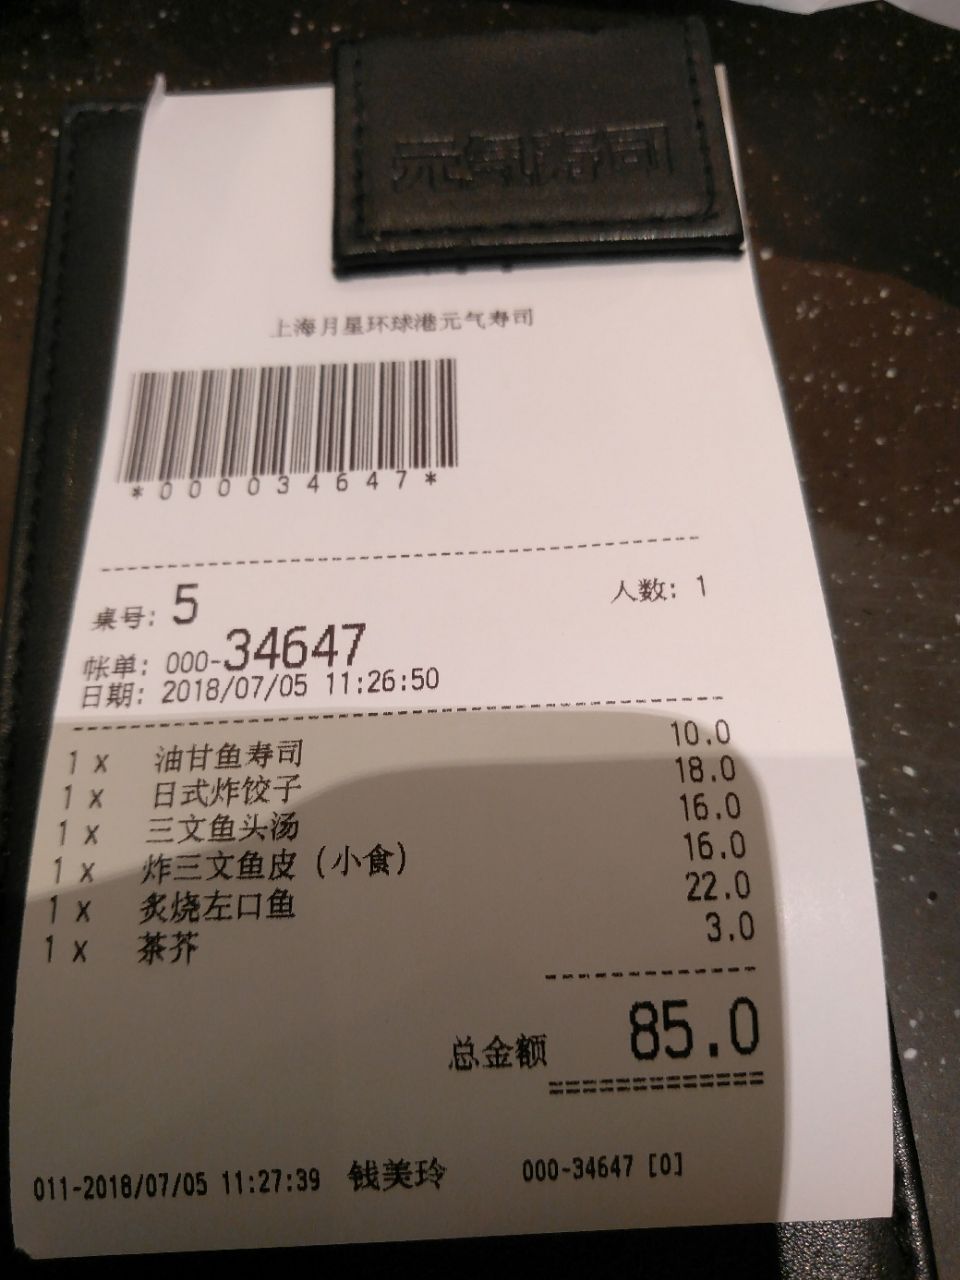 元気寿司
上海月星环球港元气寿司
*00034647*
桌号: 5 人数: 1
帐单: 000-34647
日期: 2018/07/05 11:26:50
1 x 油甘鱼寿司 10.0
1 x 日式炸饺子 18.0
1 x 三文鱼头汤 16.0
1 x 炸三文鱼皮 (小食) 16.0
1 x 炙烧左口鱼 22.0
1 x 茶芥 3.0
总金额 85.0
011-2018/07/05 11:27:39 钱美玲 000-34647 [0]